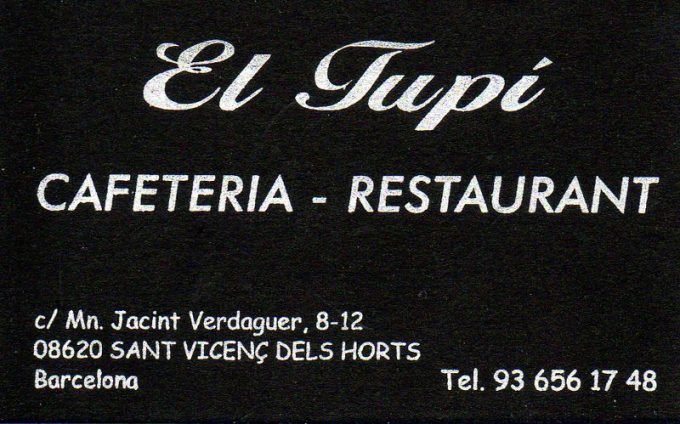 El Tupí
CAFETERIA - RESTAURANT
c/ Mn. Jacint Verdaguer, 8-12
08620 SANT VICENÇ DELS HORTS
Barcelona
Tel. 93 656 17 48